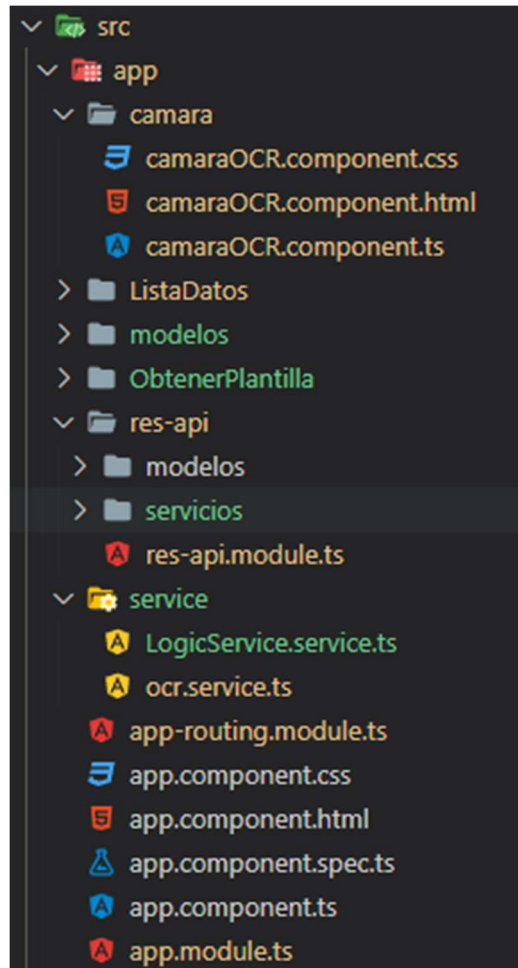 src
app
camara
camaraOCR.component.css
camaraOCR.component.html
camaraOCR.component.ts
ListaDatos
modelos
ObtenerPlantilla
res-api
modelos
servicios
res-api.module.ts
service
LogicService.service.ts
ocr.service.ts
app-routing.module.ts
app.component.css
app.component.html
app.component.spec.ts
app.component.ts
app.module.ts